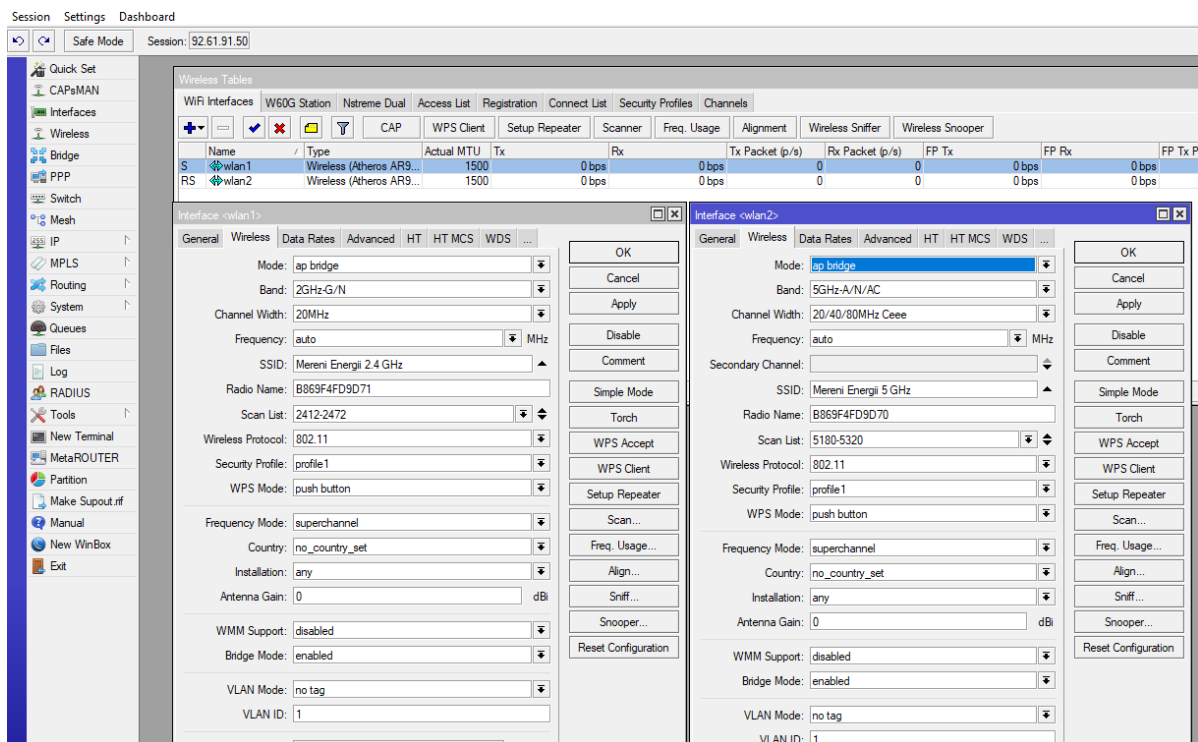 Session Settings Dashboard
Safe Mode Session: 92.61.91.50
Quick Set
CAPsMAN
Interfaces
Wireless
Bridge
PPP
Switch
Mesh
IP
MPLS
Routing
System
Queues
Files
Log
RADIUS
Tools
New Terminal
MetaROUTER
Partition
Make Supout.rif
Manual
New WinBox
Exit
Wireless Tables
WiFi Interfaces W60G Station Nstreme Dual Access List Registration Connect List Security Profiles Channels
CAP WPS Client Setup Repeater Scanner Freq. Usage Alignment Wireless Sniffer Wireless Snooper
Name / Type Actual MTU Tx Rx Tx Packet (p/s) Rx Packet (p/s) FP Tx FP Rx FP Tx P
S wlan1 Wireless (Atheros AR9... 1500 0 bps 0 bps 0 0 0 bps 0 bps
RS wlan2 Wireless (Atheros AR9... 1500 0 bps 0 bps 0 0 0 bps 0 bps
Interface <wlan1>
General Wireless Data Rates Advanced HT HT MCS WDS ...
Mode: ap bridge
Band: 2GHz-G/N
Channel Width: 20MHz
Frequency: auto MHz
SSID: Mereni Energii 2.4 GHz
Radio Name: B869F4FD9D71
Scan List: 2412-2472
Wireless Protocol: 802.11
Security Profile: profile1
WPS Mode: push button
Frequency Mode: superchannel
Country: no_country_set
Installation: any
Antenna Gain: 0 dBi
WMM Support: disabled
Bridge Mode: enabled
VLAN Mode: no tag
VLAN ID: 1
OK
Cancel
Apply
Disable
Comment
Simple Mode
Torch
WPS Accept
WPS Client
Setup Repeater
Scan...
Freq. Usage...
Align...
Sniff...
Snooper...
Reset Configuration
Interface <wlan2>
General Wireless Data Rates Advanced HT HT MCS WDS ...
Mode: ap bridge
Band: 5GHz-A/N/AC
Channel Width: 20/40/80MHz Ceee
Frequency: auto MHz
Secondary Channel:
SSID: Mereni Energii 5 GHz
Radio Name: B869F4FD9D70
Scan List: 5180-5320
Wireless Protocol: 802.11
Security Profile: profile1
WPS Mode: push button
Frequency Mode: superchannel
Country: no_country_set
Installation: any
Antenna Gain: 0 dBi
WMM Support: disabled
Bridge Mode: enabled
VLAN Mode: no tag
VLAN ID: 1
OK
Cancel
Apply
Disable
Comment
Simple Mode
Torch
WPS Accept
WPS Client
Setup Repeater
Scan...
Freq. Usage...
Align...
Sniff...
Snooper...
Reset Configuration